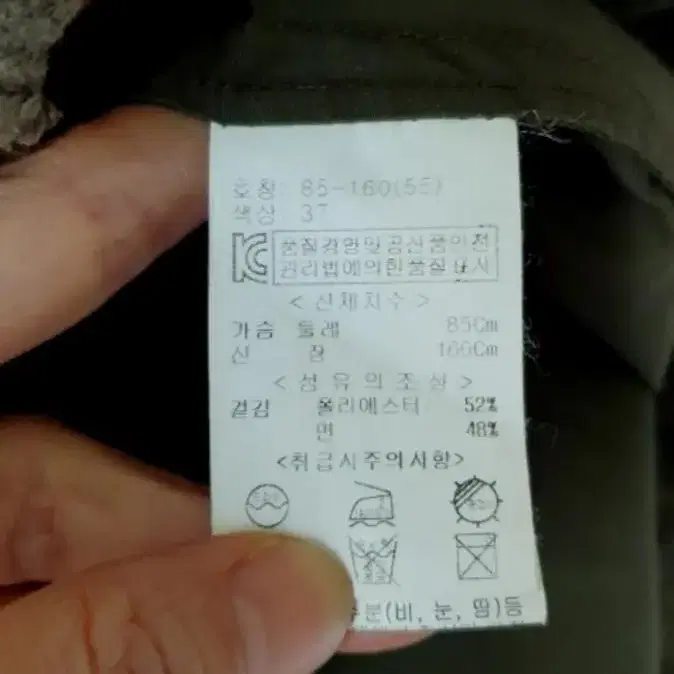 호칭: 85-160(55)
색상: 37
품질경영및공산품안전
관리법에의한품질표시
<신체치수>
가슴 둘레 85Cm
신 장 160Cm
<섬유의조성>
겉감 폴리에스터 52%
면 48%
<취급시주의사항>
분(비, 눈, 땀)등